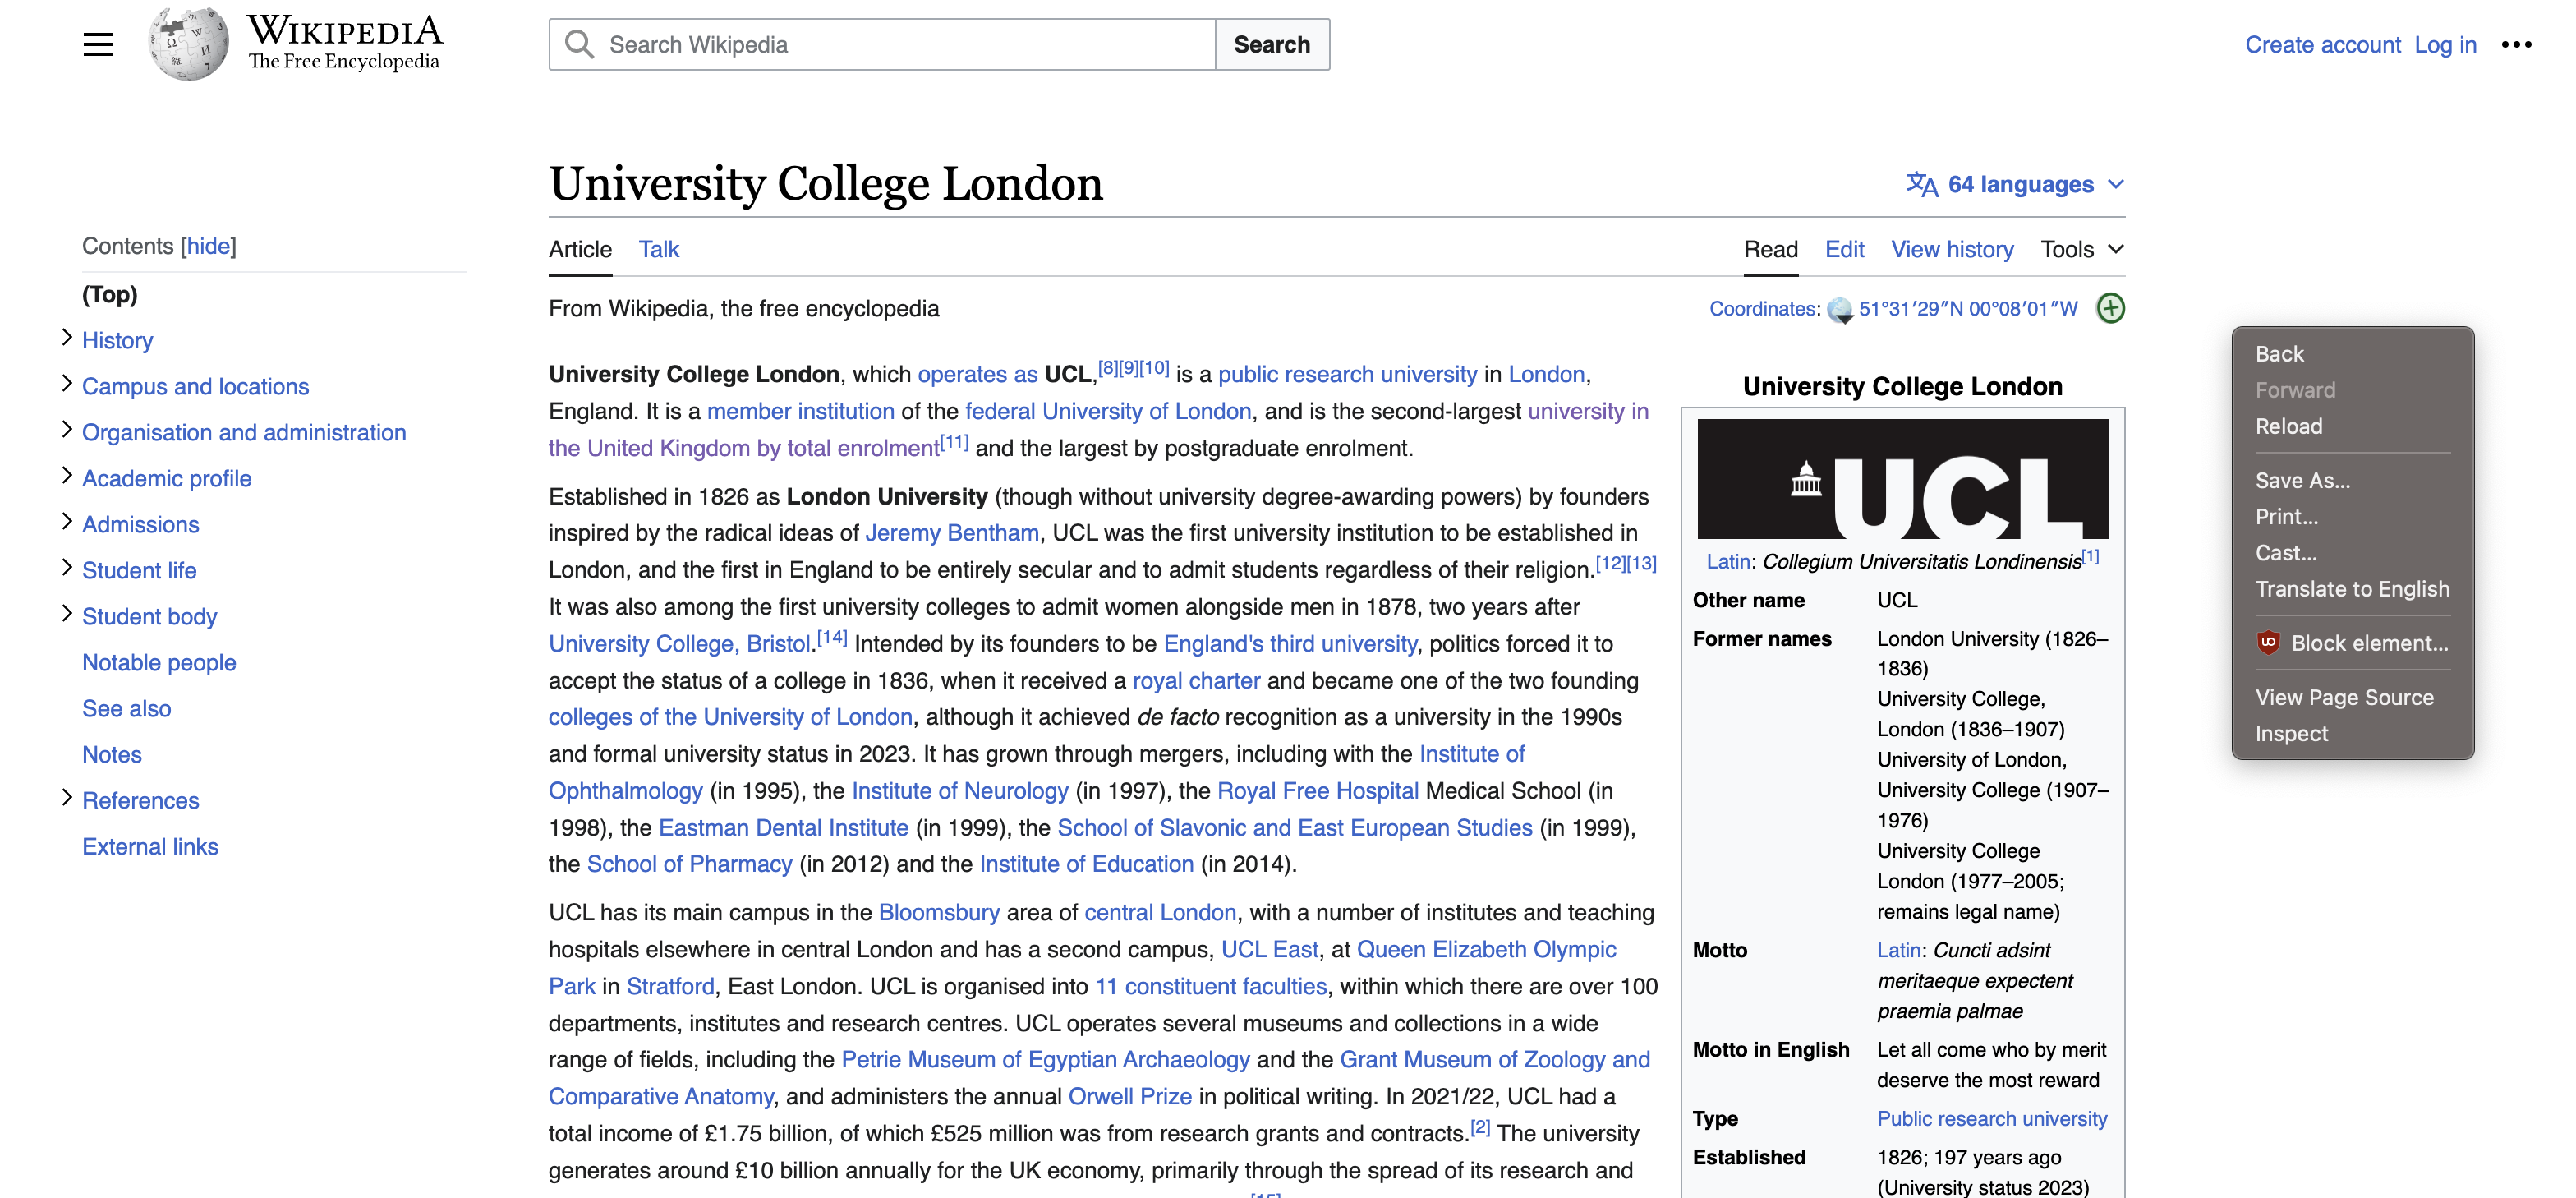 WIKIPEDIA
The Free Encyclopedia
Search Wikipedia
Search
Create account Log in
University College London
64 languages
Contents [hide]
(Top)
History
Campus and locations
Organisation and administration
Academic profile
Admissions
Student life
Student body
Notable people
See also
Notes
References
External links
Article Talk
Read Edit View history Tools
From Wikipedia, the free encyclopedia
Coordinates: 51°31′29″N 00°08′01″W
University College London, which operates as UCL,[8][9][10] is a public research university in London,
England. It is a member institution of the federal University of London, and is the second-largest university in
the United Kingdom by total enrolment[11] and the largest by postgraduate enrolment.
Established in 1826 as London University (though without university degree-awarding powers) by founders
inspired by the radical ideas of Jeremy Bentham, UCL was the first university institution to be established in
London, and the first in England to be entirely secular and to admit students regardless of their religion.[12][13]
It was also among the first university colleges to admit women alongside men in 1878, two years after
University College, Bristol.[14] Intended by its founders to be England's third university, politics forced it to
accept the status of a college in 1836, when it received a royal charter and became one of the two founding
colleges of the University of London, although it achieved de facto recognition as a university in the 1990s
and formal university status in 2023. It has grown through mergers, including with the Institute of
Ophthalmology (in 1995), the Institute of Neurology (in 1997), the Royal Free Hospital Medical School (in
1998), the Eastman Dental Institute (in 1999), the School of Slavonic and East European Studies (in 1999),
the School of Pharmacy (in 2012) and the Institute of Education (in 2014).
UCL has its main campus in the Bloomsbury area of central London, with a number of institutes and teaching
hospitals elsewhere in central London and has a second campus, UCL East, at Queen Elizabeth Olympic
Park in Stratford, East London. UCL is organised into 11 constituent faculties, within which there are over 100
departments, institutes and research centres. UCL operates several museums and collections in a wide
range of fields, including the Petrie Museum of Egyptian Archaeology and the Grant Museum of Zoology and
Comparative Anatomy, and administers the annual Orwell Prize in political writing. In 2021/22, UCL had a
total income of £1.75 billion, of which £525 million was from research grants and contracts.[2] The university
generates around £10 billion annually for the UK economy, primarily through the spread of its research and
University College London
UCL
Latin: Collegium Universitatis Londinensis[1]
Other name UCL
Former names London University (1826–
1836)
University College,
London (1836–1907)
University of London,
University College (1907–
1976)
University College
London (1977–2005;
remains legal name)
Motto Latin: Cuncti adsint
meritaeque expectent
praemia palmae
Motto in English Let all come who by merit
deserve the most reward
Type Public research university
Established 1826; 197 years ago
(University status 2023)
Back
Forward
Reload
Save As...
Print...
Cast...
Translate to English
Block element...
View Page Source
Inspect